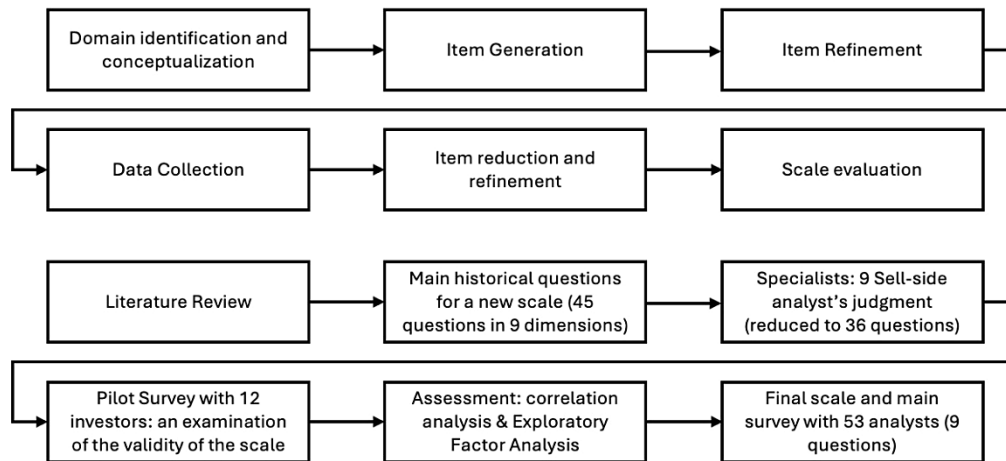 Domain identification and
conceptualization
Item Generation
Item Refinement
Data Collection
Item reduction and
refinement
Scale evaluation
Literature Review
Main historical questions
for a new scale (45
questions in 9 dimensions)
Specialists: 9 Sell-side
analyst’s judgment
(reduced to 36 questions)
Pilot Survey with 12
investors: an examination
of the validity of the scale
Assessment: correlation
analysis & Exploratory
Factor Analysis
Final scale and main
survey with 53 analysts (9
questions)